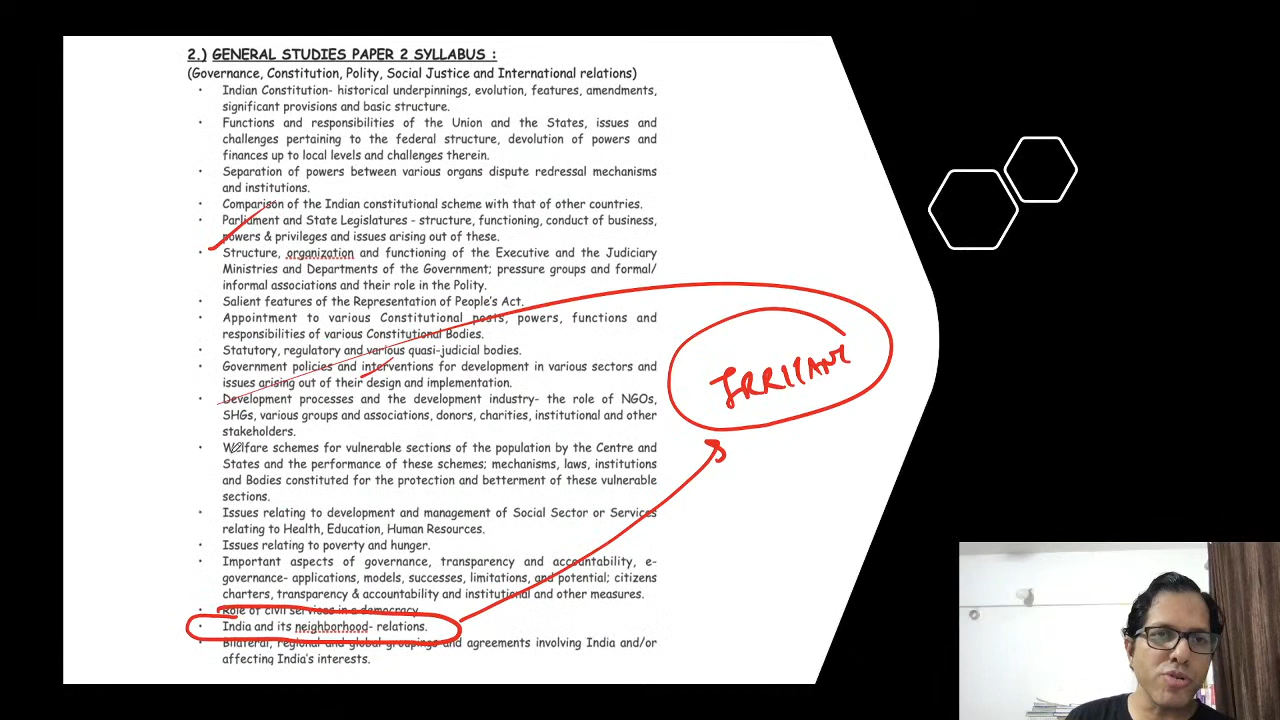 2.) GENERAL STUDIES PAPER 2 SYLLABUS :
(Governance, Constitution, Polity, Social Justice and International relations)
• Indian Constitution- historical underpinnings, evolution, features, amendments,
significant provisions and basic structure.
• Functions and responsibilities of the Union and the States, issues and
challenges pertaining to the federal structure, devolution of powers and
finances up to local levels and challenges therein.
• Separation of powers between various organs dispute redressal mechanisms
and institutions.
• Comparison of the Indian constitutional scheme with that of other countries.
• Parliament and State Legislatures - structure, functioning, conduct of business,
powers & privileges and issues arising out of these.
• Structure, organization and functioning of the Executive and the Judiciary
Ministries and Departments of the Government; pressure groups and formal/
informal associations and their role in the Polity.
• Salient features of the Representation of People's Act.
• Appointment to various Constitutional posts, powers, functions and
responsibilities of various Constitutional Bodies.
• Statutory, regulatory and various quasi-judicial bodies.
• Government policies and interventions for development in various sectors and
issues arising out of their design and implementation.
• Development processes and the development industry- the role of NGOs,
SHGs, various groups and associations, donors, charities, institutional and other
stakeholders.
• Welfare schemes for vulnerable sections of the population by the Centre and
States and the performance of these schemes; mechanisms, laws, institutions
and Bodies constituted for the protection and betterment of these vulnerable
sections.
• Issues relating to development and management of Social Sector or Services
relating to Health, Education, Human Resources.
• Issues relating to poverty and hunger.
• Important aspects of governance, transparency and accountability, e-
governance- applications, models, successes, limitations, and potential; citizens
charters, transparency & accountability and institutional and other measures.
• Role of civil services in a democracy
• India and its neighborhood- relations.
• Bilateral, regional and global groupings and agreements involving India and/or
affecting India's interests.
IRRITANT